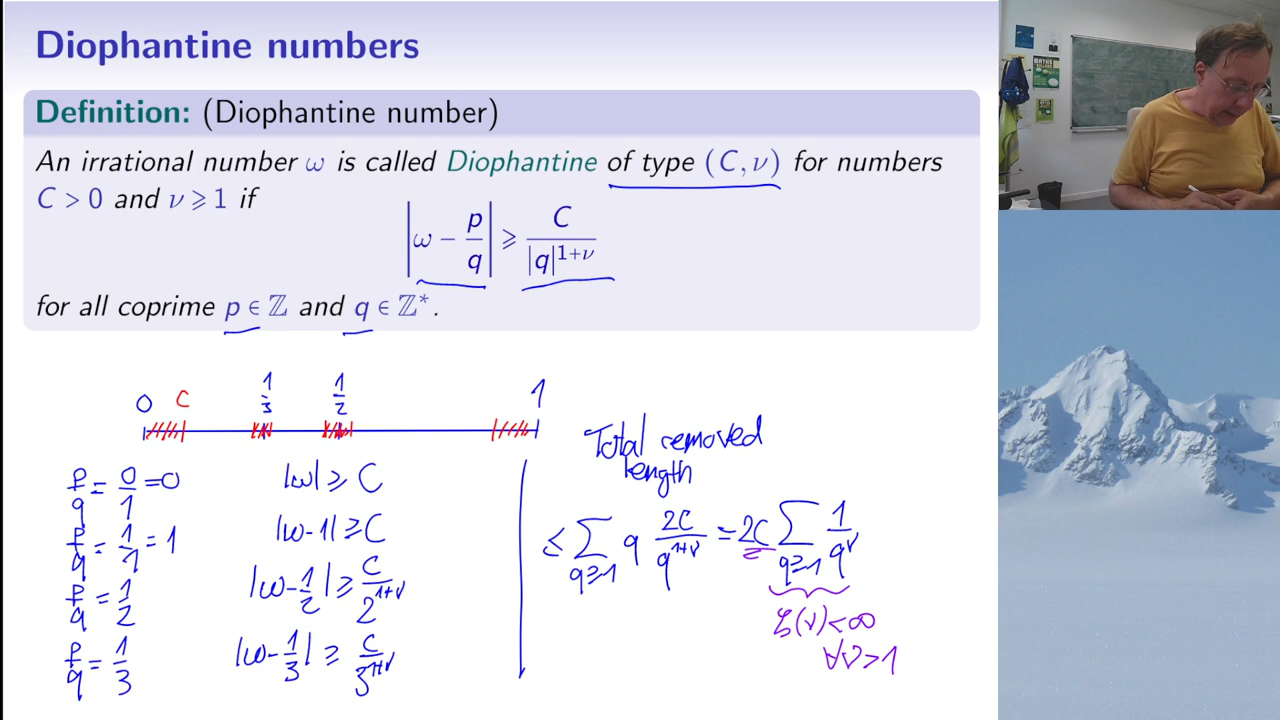 Diophantine numbers
Definition: (Diophantine number)
An irrational number ω is called Diophantine of type (C, ν) for numbers
C > 0 and ν ⩾ 1 if
|ω − p/q| ⩾ C/|q|^{1+ν}
for all coprime p ∈ ℤ and q ∈ ℤ*.
0 C 1/3 1/2 1
p/q = 0/1 = 0 |ω| ≥ C
p/q = 1/1 = 1 |ω-1| ≥ C
p/q = 1/2 |ω-1/2| ≥ C/2^{1+ν}
p/q = 1/3 |ω-1/3| ≥ C/3^{1+ν}
Total removed
length
≤ ∑_{q≥1} q 2C/q^{1+ν} = 2C ∑_{q≥1} 1/q^ν
ζ(ν) < ∞
∀ν > 1